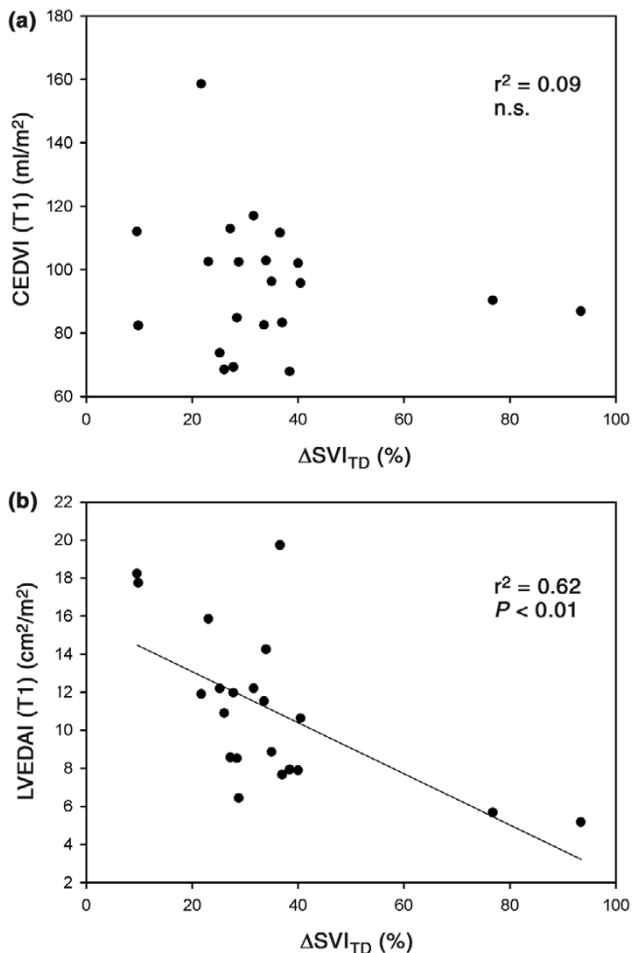 (a)
180
160
140
120
100
80
60
CEDVI (T1) (ml/m²)
r² = 0.09
n.s.
0 20 40 60 80 100
ΔSVI_TD (%)
(b)
22
20
18
16
14
12
10
8
6
4
2
LVEDAI (T1) (cm²/m²)
r² = 0.62
P < 0.01
0 20 40 60 80 100
ΔSVI_TD (%)